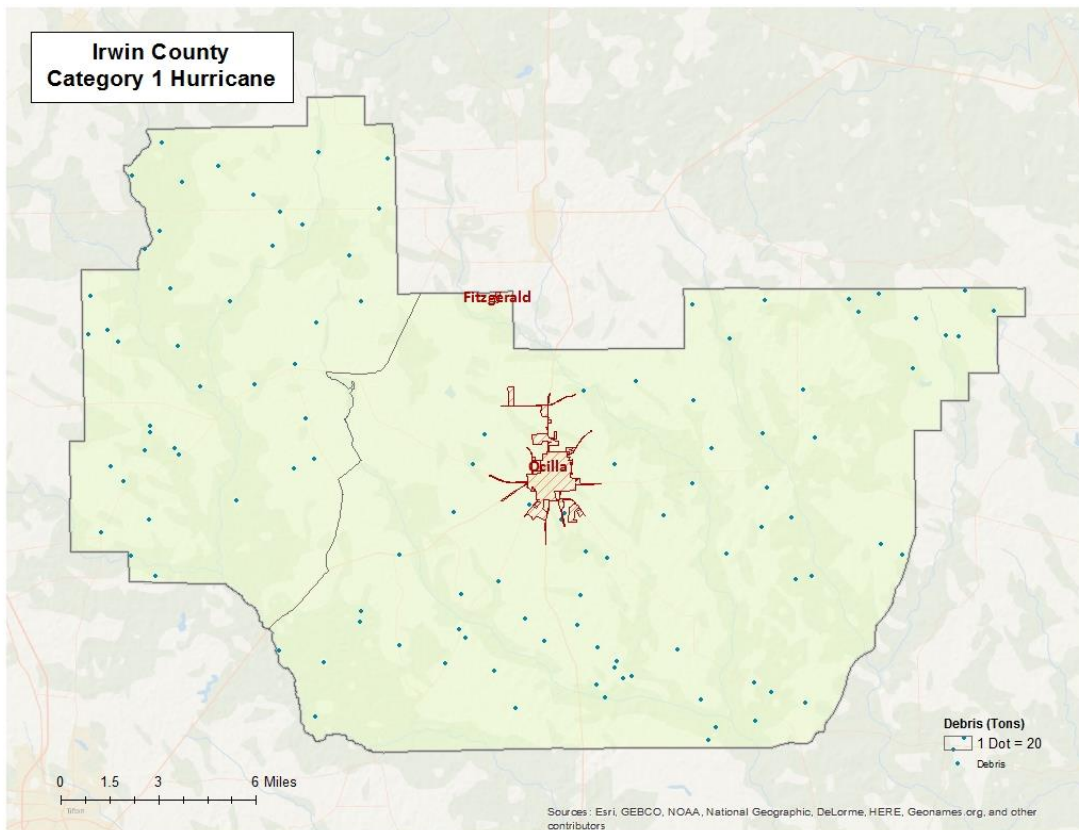 Irwin County
Category 1 Hurricane
Fitzgerald
Ocilla
Debris (Tons)
1 Dot = 20
Debris
0 1.5 3 6 Miles
Tifton
Sources: Esri, GEBCO, NOAA, National Geographic, DeLorme, HERE, Geonames.org, and other
contributors